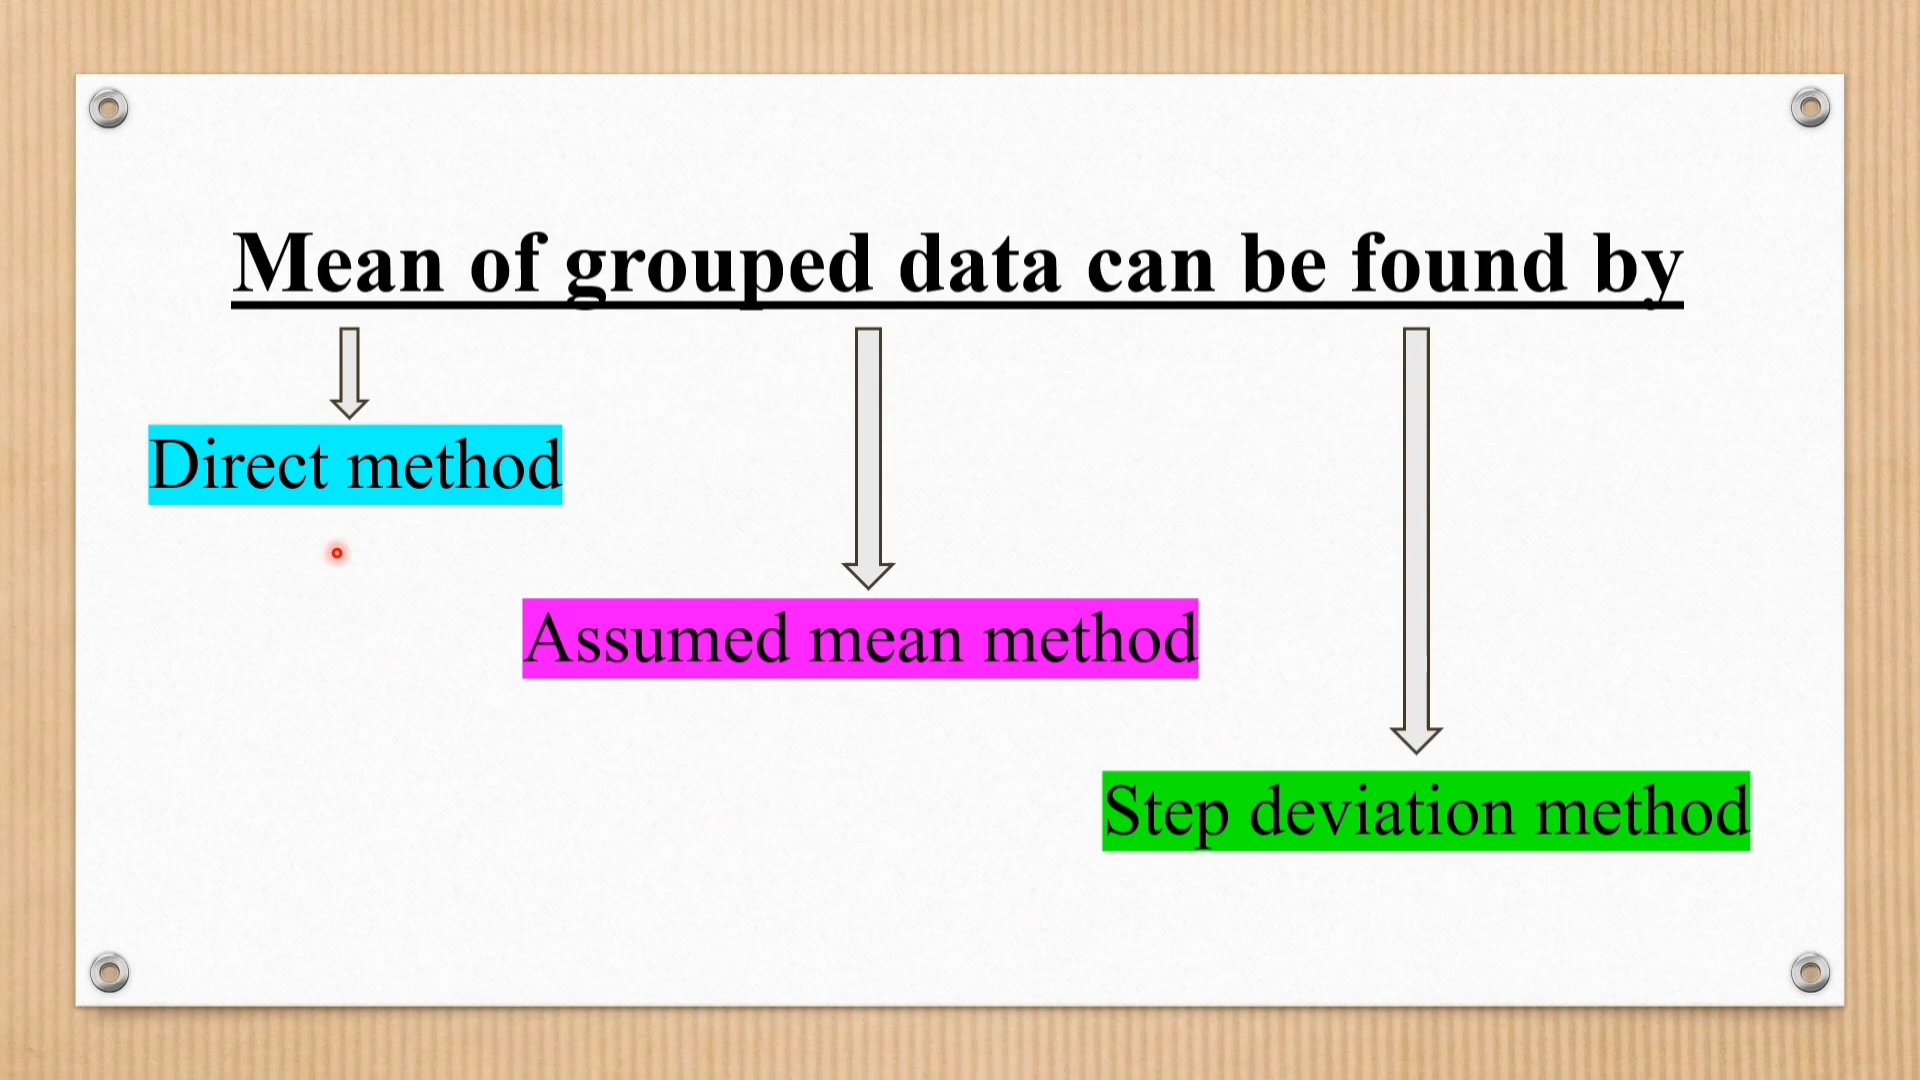 Mean of grouped data can be found by
Direct method
Assumed mean method
Step deviation method